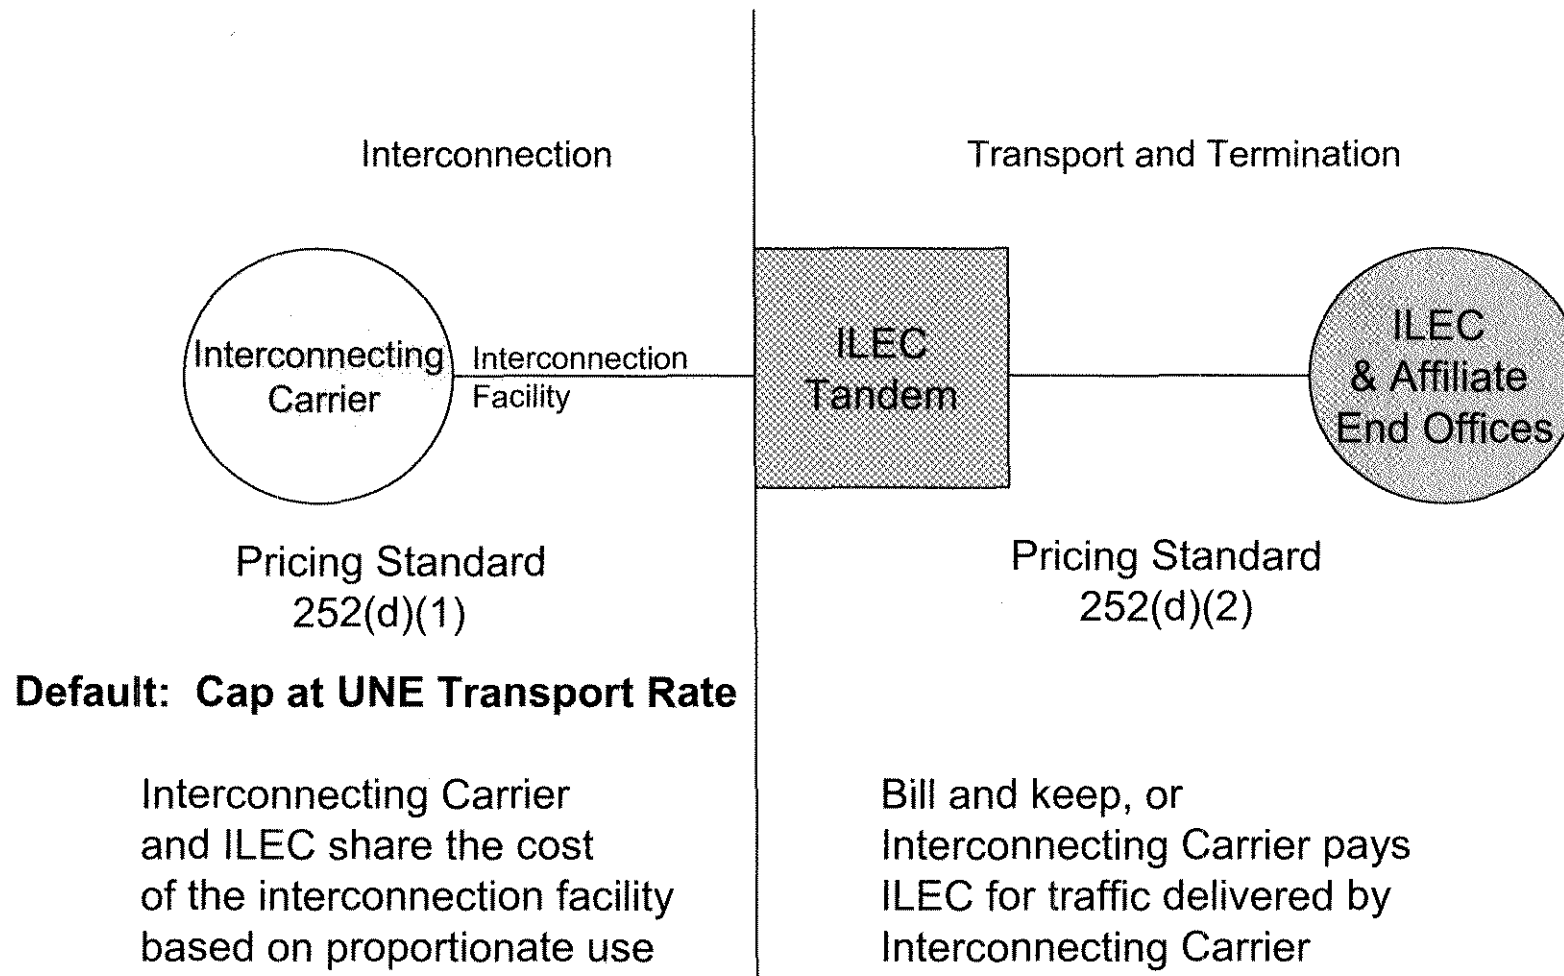 Interconnection
Transport and Termination
Interconnecting
Carrier
Interconnection
Facility
ILEC
Tandem
ILEC
& Affiliate
End Offices
Pricing Standard
252(d)(1)
Pricing Standard
252(d)(2)
Default: Cap at UNE Transport Rate
Interconnecting Carrier
and ILEC share the cost
of the interconnection facility
based on proportionate use
Bill and keep, or
Interconnecting Carrier pays
ILEC for traffic delivered by
Interconnecting Carrier